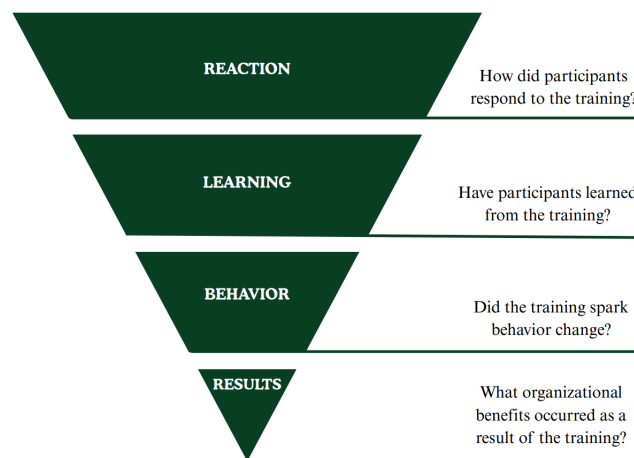 REACTION
How did participants
respond to the training?
LEARNING
Have participants learned
from the training?
BEHAVIOR
Did the training spark
behavior change?
RESULTS
What organizational
benefits occurred as a
result of the training?